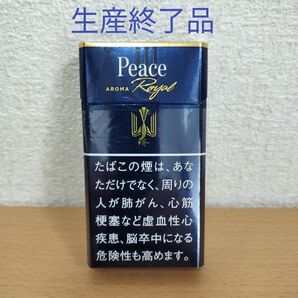 生産終了品
Peace
AROMA Royal
たばこの煙は、あな
ただけでなく、周りの
人が肺がん、心筋
梗塞など虚血性心
疾患、脳卒中になる
危険性も高めます。